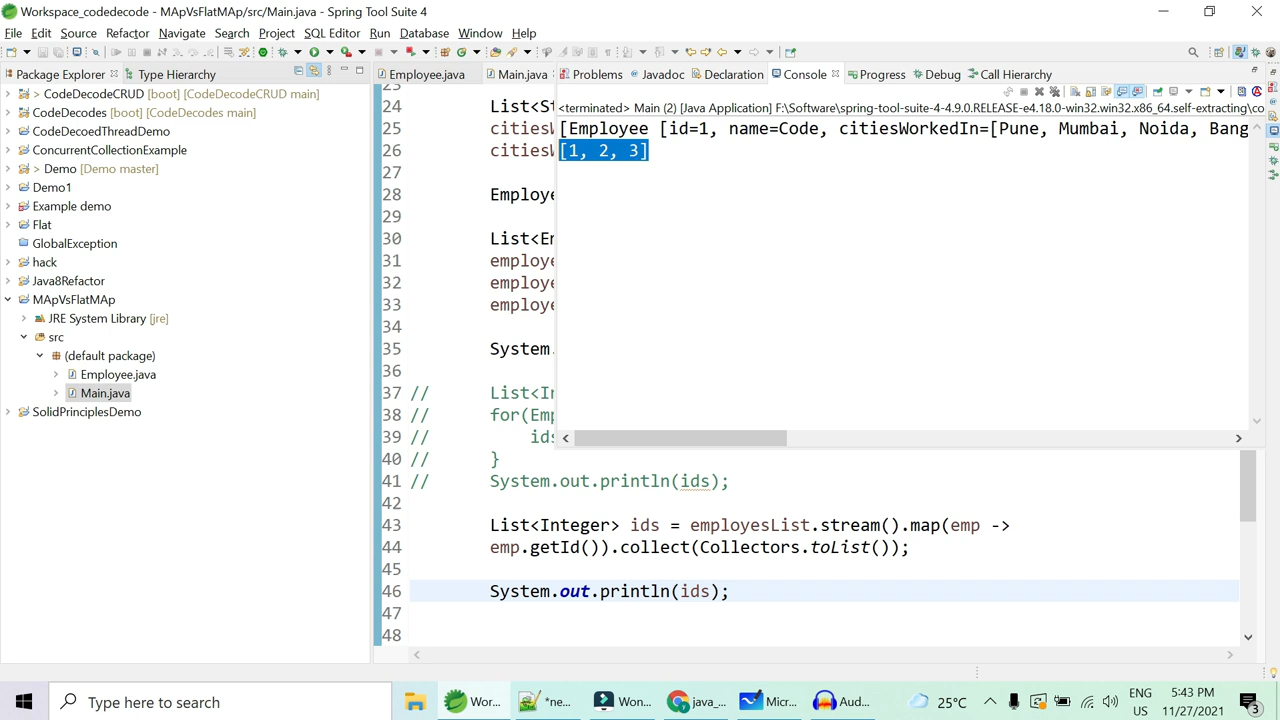 Workspace_codedecode - MApVsFlatMAp/src/Main.java - Spring Tool Suite 4
File Edit Source Refactor Navigate Search Project SQL Editor Run Database Window Help
Package Explorer Type Hierarchy
> CodeDecodeCRUD [boot] [CodeDecodeCRUD main]
CodeDecodes [boot] [CodeDecodes main]
CodeDecoedThreadDemo
ConcurrentCollectionExample
> Demo [Demo master]
Demo1
Example demo
Flat
GlobalException
hack
Java8Refactor
MApVsFlatMAp
JRE System Library [jre]
src
(default package)
Employee.java
Main.java
SolidPrinciplesDemo
Employee.java Main.java
Problems Javadoc Declaration Console Progress Debug Call Hierarchy
<terminated> Main (2) [Java Application] F:\Software\spring-tool-suite-4-4.9.0.RELEASE-e4.18.0-win32.win32.x86_64.self-extracting\co
[Employee [id=1, name=Code, citiesWorkedIn=[Pune, Mumbai, Noida, Bang
[1, 2, 3]
23
24 List<St
25 citiesW
26 citiesW
27
28 Employe
29
30 List<Em
31 employe
32 employe
33 employe
34
35 System.
36
37 // List<In
38 // for(Emp
39 // ids
40 // }
41 // System.out.println(ids);
42
43 List<Integer> ids = employesList.stream().map(emp ->
44 emp.getId()).collect(Collectors.toList());
45
46 System.out.println(ids);
47
48
Type here to search
Wor...
*ne...
Won...
java_...
Micr...
Aud...
25°C
ENG
US
5:43 PM
11/27/2021
3